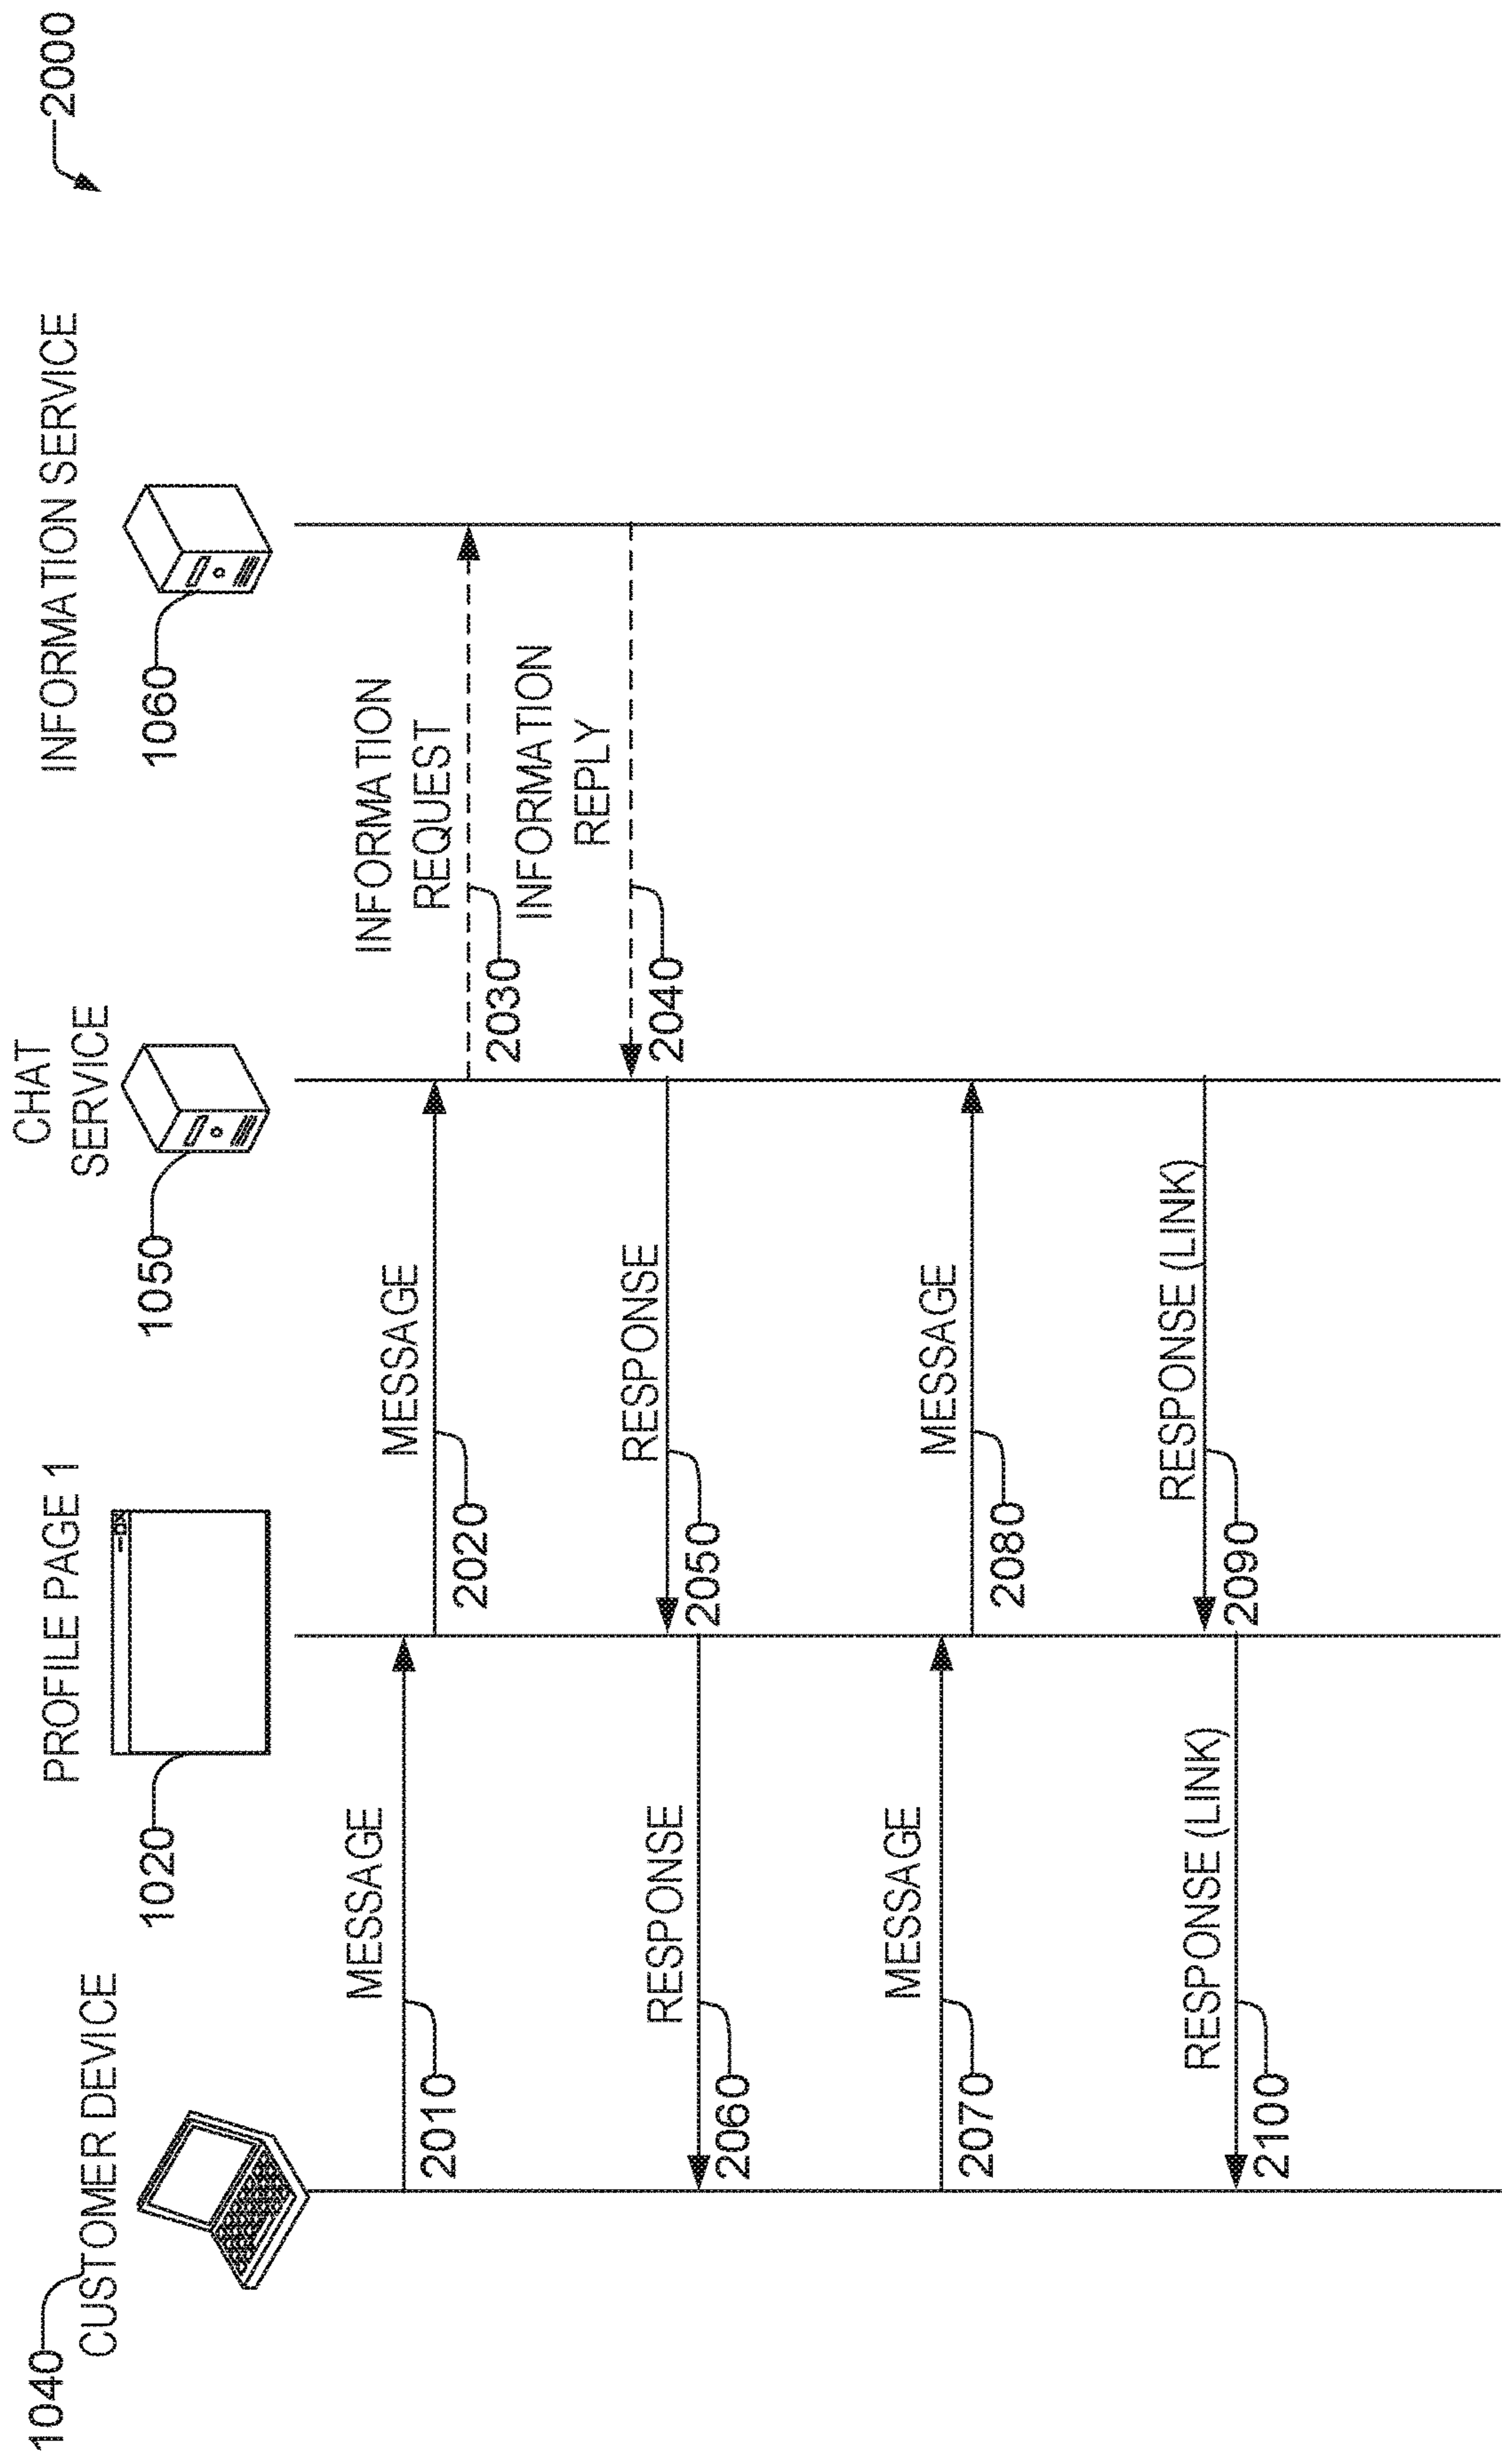 2000
1040
CUSTOMER DEVICE
PROFILE PAGE 1
1020
CHAT
SERVICE
1050
INFORMATION SERVICE
1060
MESSAGE
2010
MESSAGE
2020
INFORMATION
REQUEST
2030
INFORMATION
REPLY
2040
RESPONSE
2050
RESPONSE
2060
MESSAGE
2070
MESSAGE
2080
RESPONSE (LINK)
2090
RESPONSE (LINK)
2100